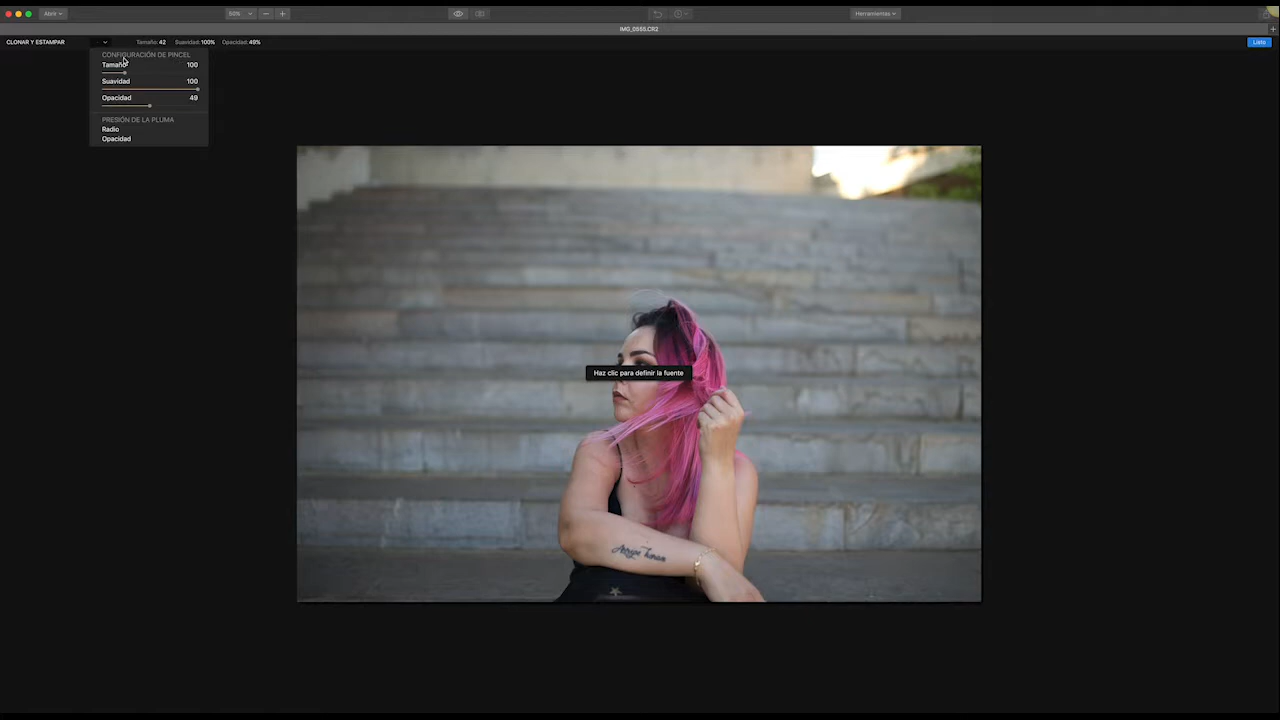 Abrir
50%
Herramientas
IMG_0955.CR2
CLONAR Y ESTAMPAR
Tamaño: 42 Suavidad: 100% Opacidad: 49%
Listo
CONFIGURACIÓN DE PINCEL
Tamaño 100
Suavidad 100
Opacidad 49
PRESIÓN DE LA PLUMA
Radio
Opacidad
Haz clic para definir la fuente